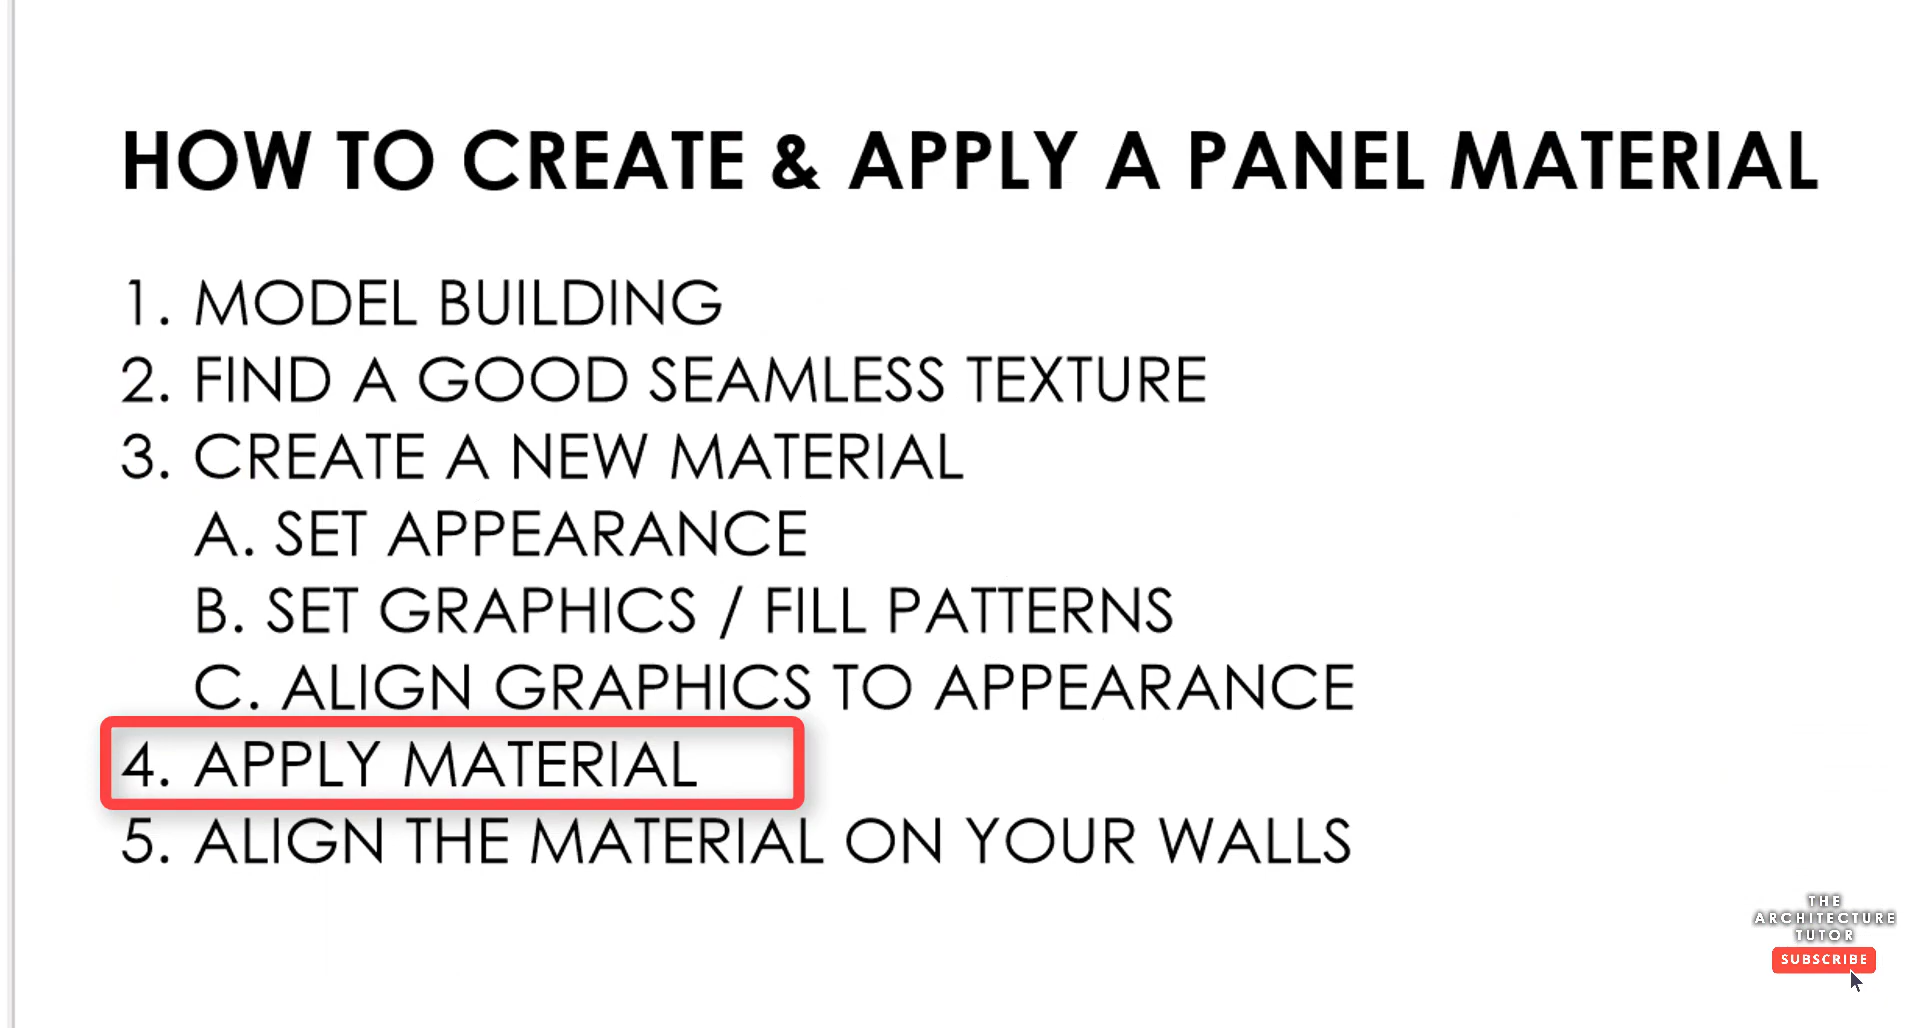 HOW TO CREATE & APPLY A PANEL MATERIAL
1. MODEL BUILDING
2. FIND A GOOD SEAMLESS TEXTURE
3. CREATE A NEW MATERIAL
A. SET APPEARANCE
B. SET GRAPHICS / FILL PATTERNS
C. ALIGN GRAPHICS TO APPEARANCE
4. APPLY MATERIAL
5. ALIGN THE MATERIAL ON YOUR WALLS
THE
ARCHITECTURE
TUTOR
SUBSCRIBE